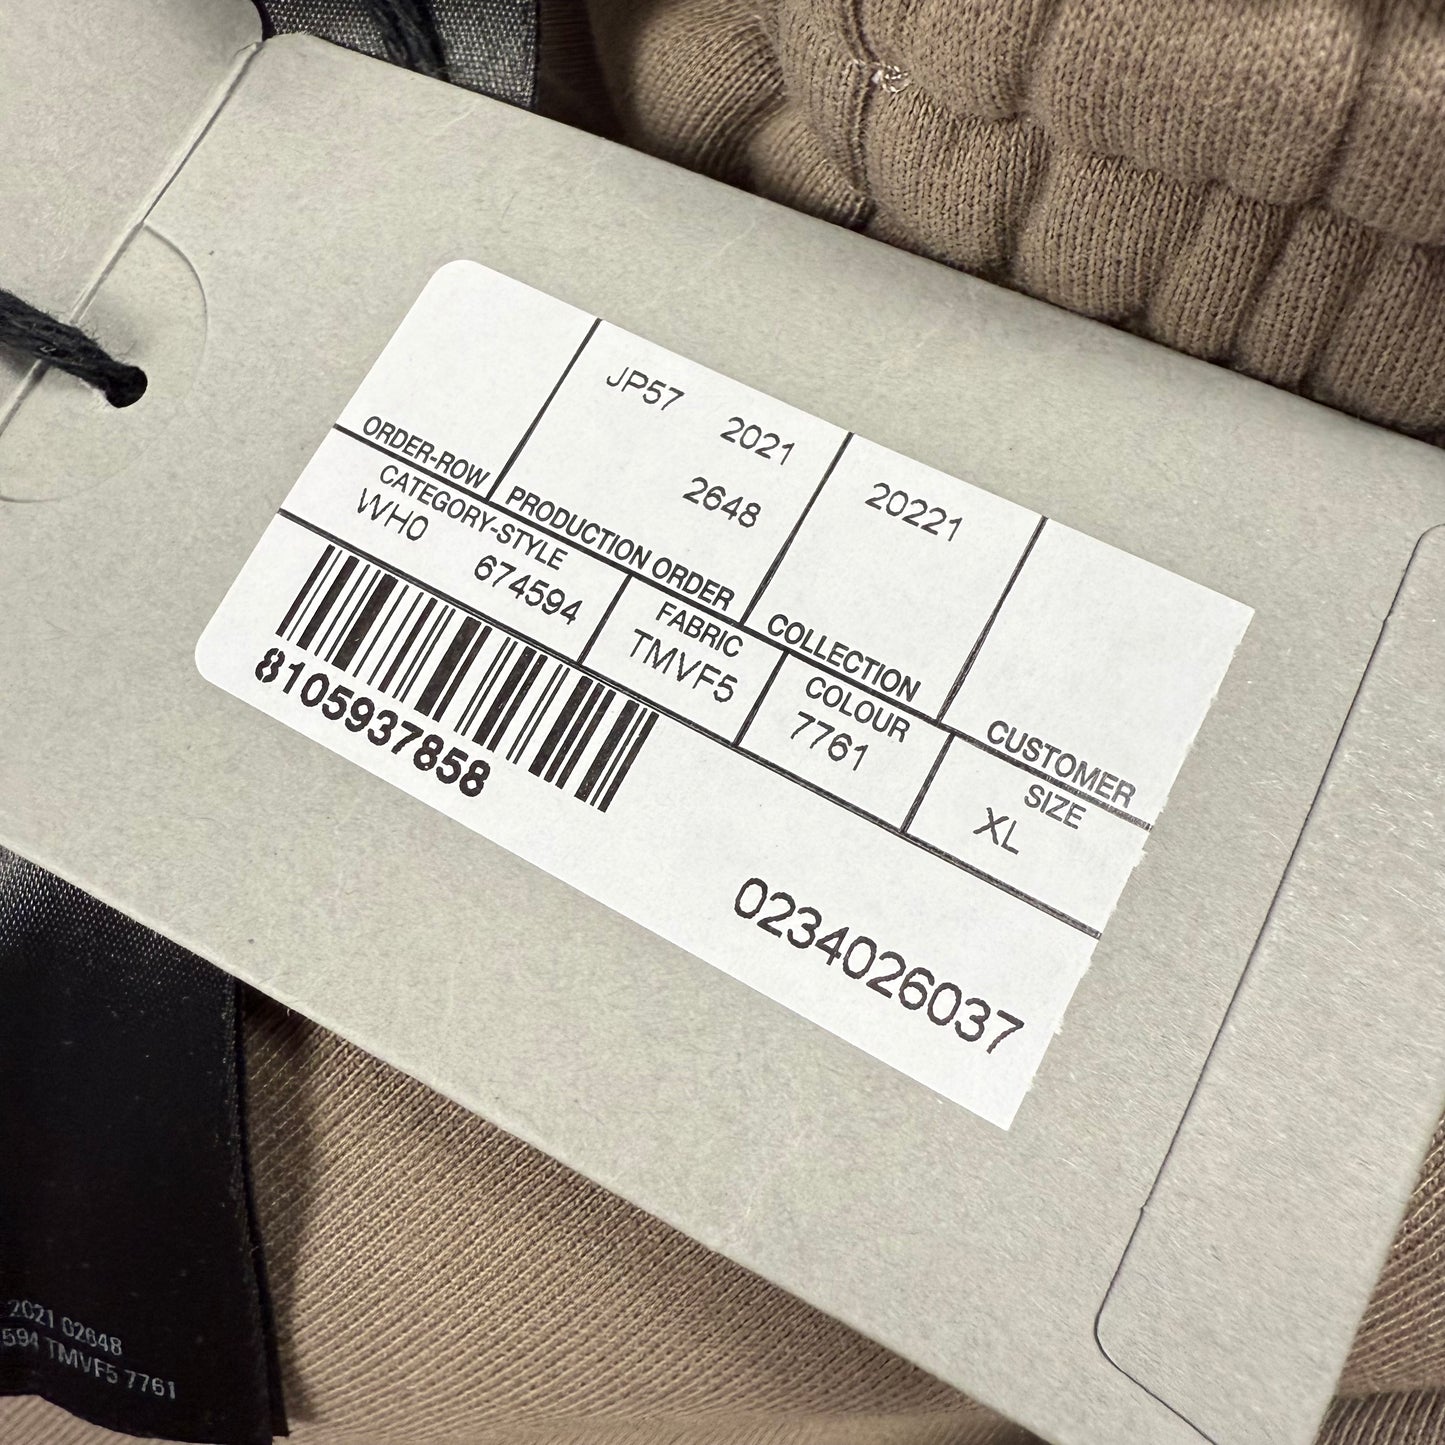 JP57 2021
2648
20221
ORDER-ROW
PRODUCTION ORDER
COLLECTION
CUSTOMER
CATEGORY-STYLE
WH0 674594
FABRIC
TMVF5
COLOUR
7761
SIZE
XL
8105937858
0234026037
2021 02648
594 TMVF5 7761